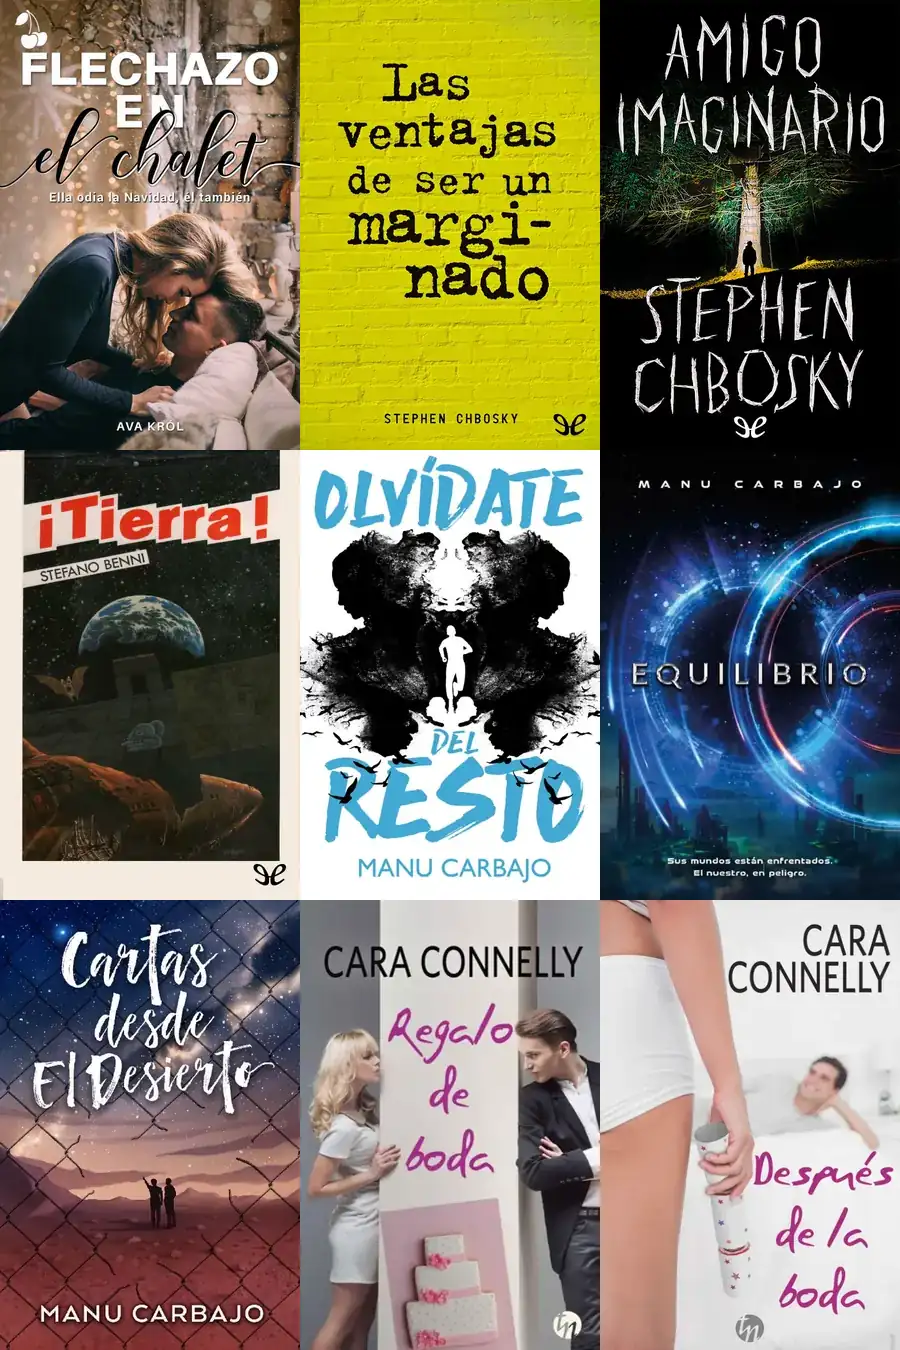 FLECHAZO
EN
el chalet
Ella odia la Navidad, él también
AVA KRÓL
Las
ventajas
de ser un
margi-
nado
STEPHEN CHBOSKY
AMIGO
IMAGINARIO
STEPHEN
CHBOSKY
¡Tierra!
STEFANO BENNI
OLVÍDATE
DEL
RESTO
MANU CARBAJO
MANU CARBAJO
EQUILIBRIO
Sus mundos están enfrentados.
El nuestro, en peligro.
Cartas
desde
El Desierto
MANU CARBAJO
CARA CONNELLY
Regalo
de
boda
tn
CARA
CONNELLY
Después
de la
boda
tn